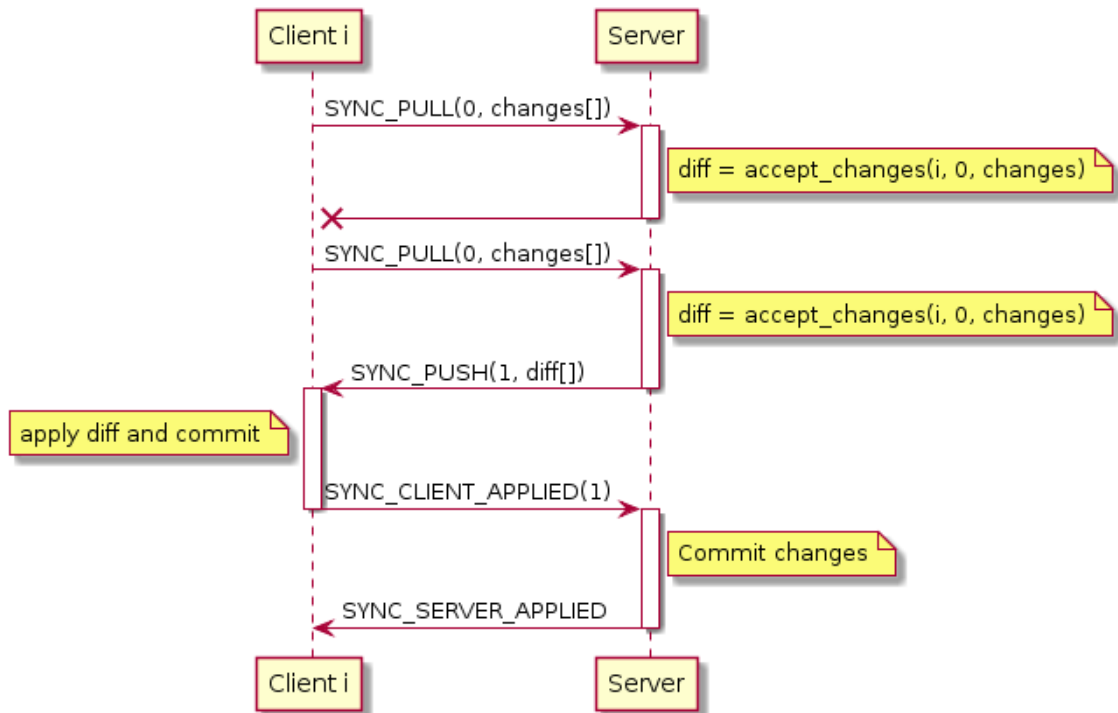 Client i
Server
SYNC_PULL(0, changes[])
diff = accept_changes(i, 0, changes)
SYNC_PULL(0, changes[])
diff = accept_changes(i, 0, changes)
SYNC_PUSH(1, diff[])
apply diff and commit
SYNC_CLIENT_APPLIED(1)
Commit changes
SYNC_SERVER_APPLIED
Client i
Server